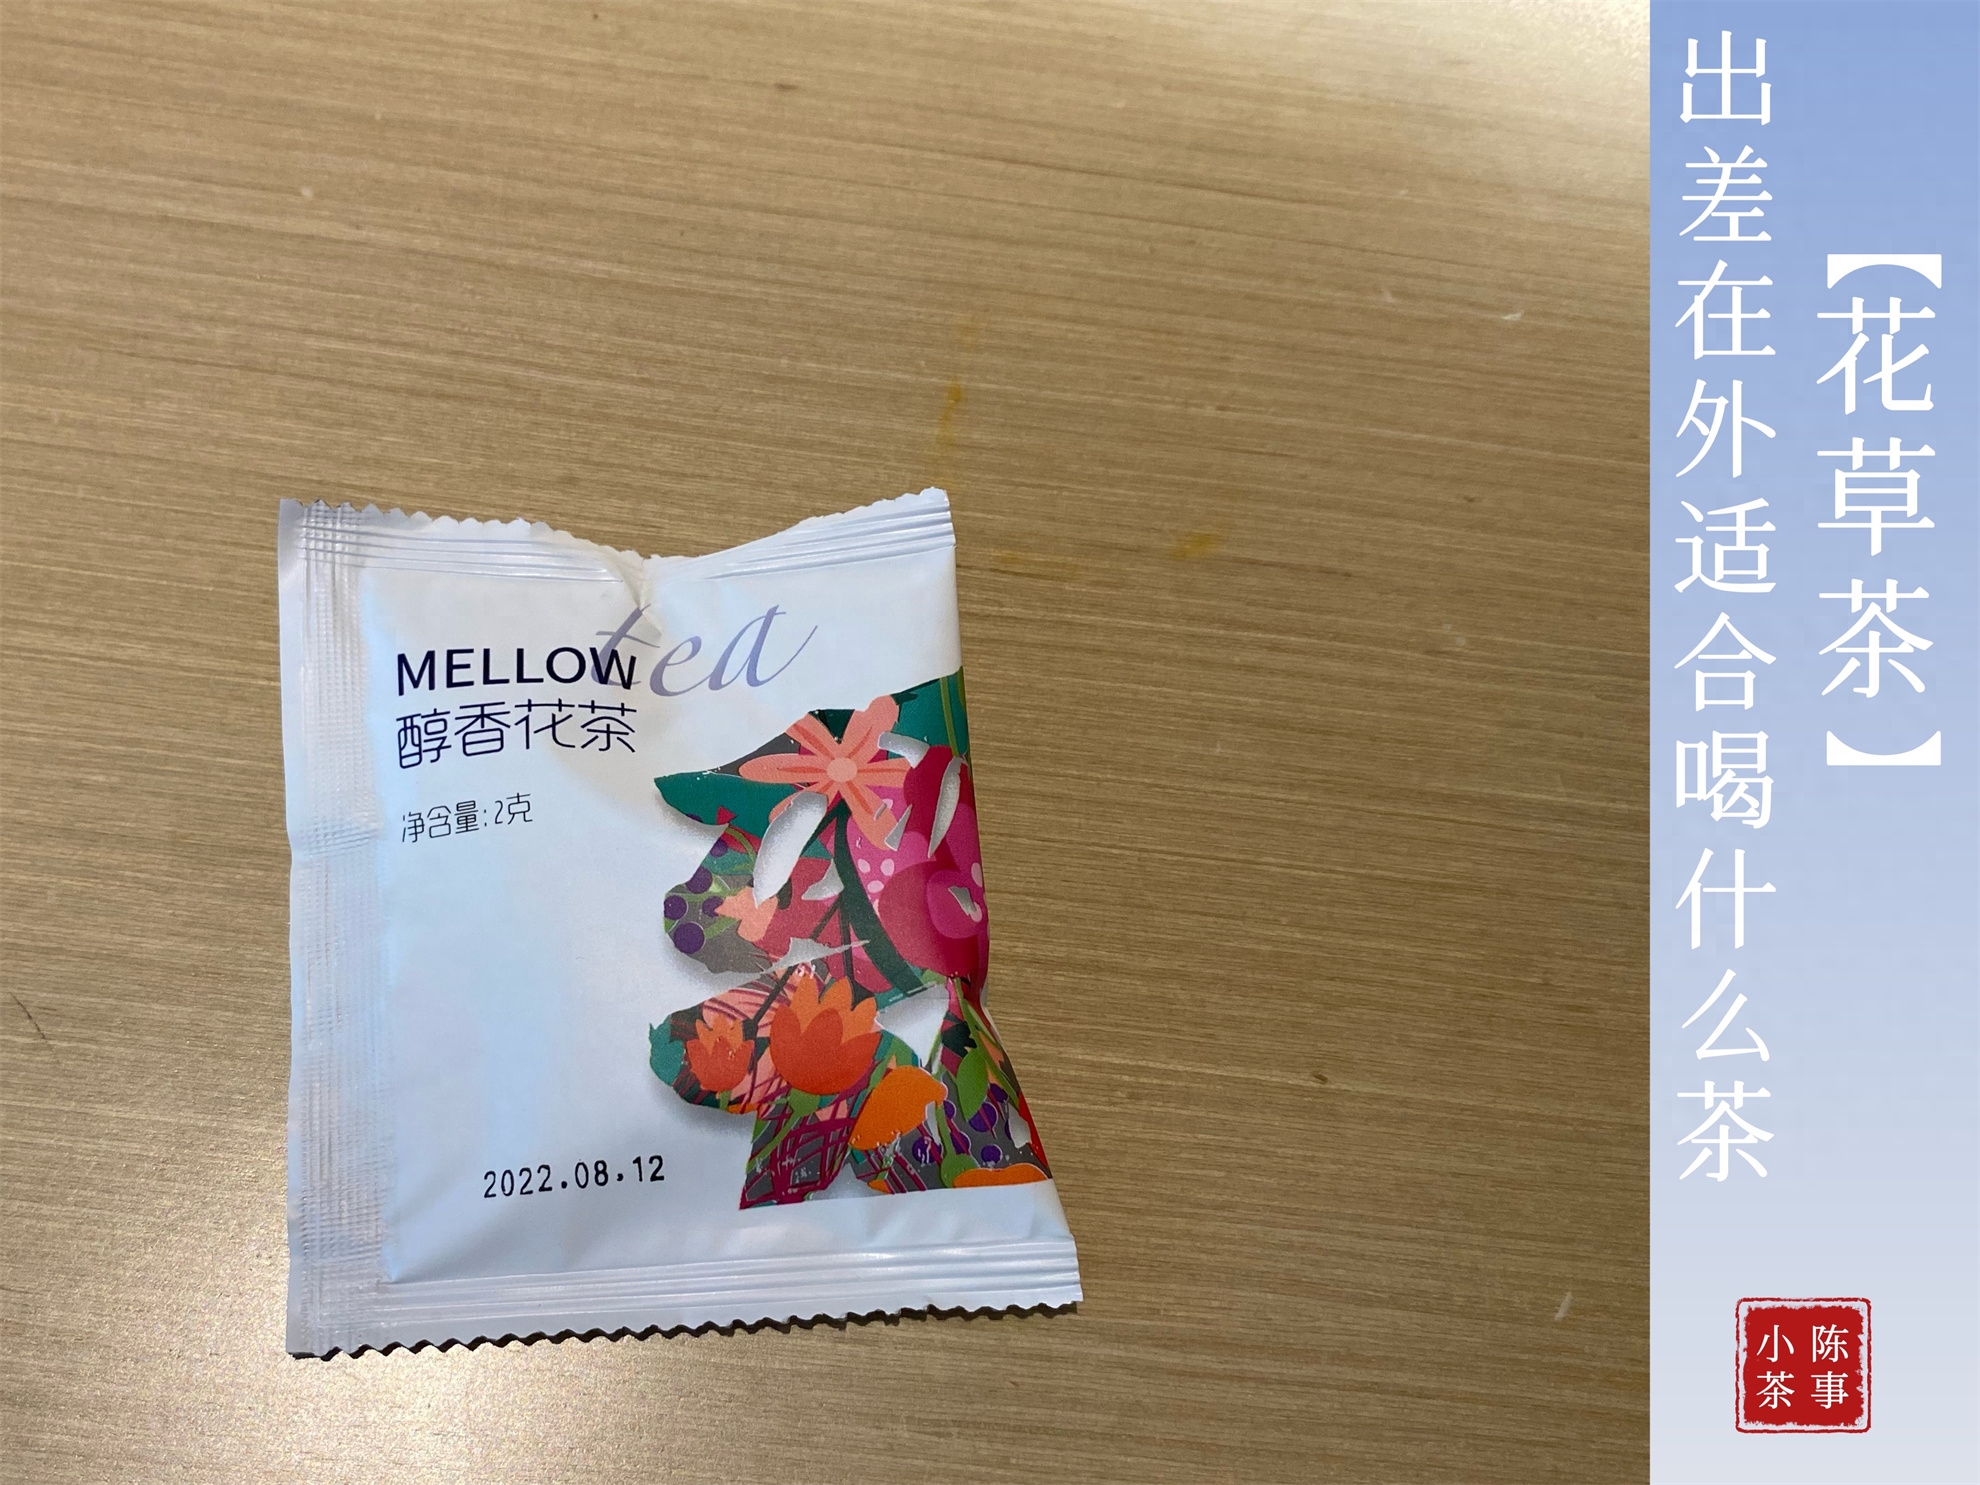 tea
MELLOW
醇香花茶
净含量:2克
2022.08.12
【花草茶】
出差在外适合喝什么茶
小陈
茶事